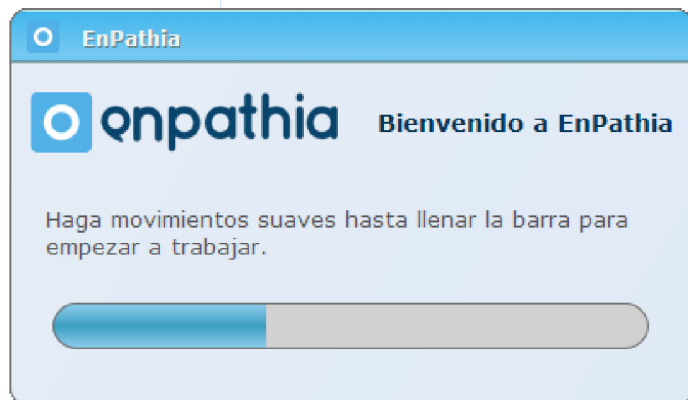 EnPathia
enpathia
Bienvenido a EnPathia
Haga movimientos suaves hasta llenar la barra para
empezar a trabajar.